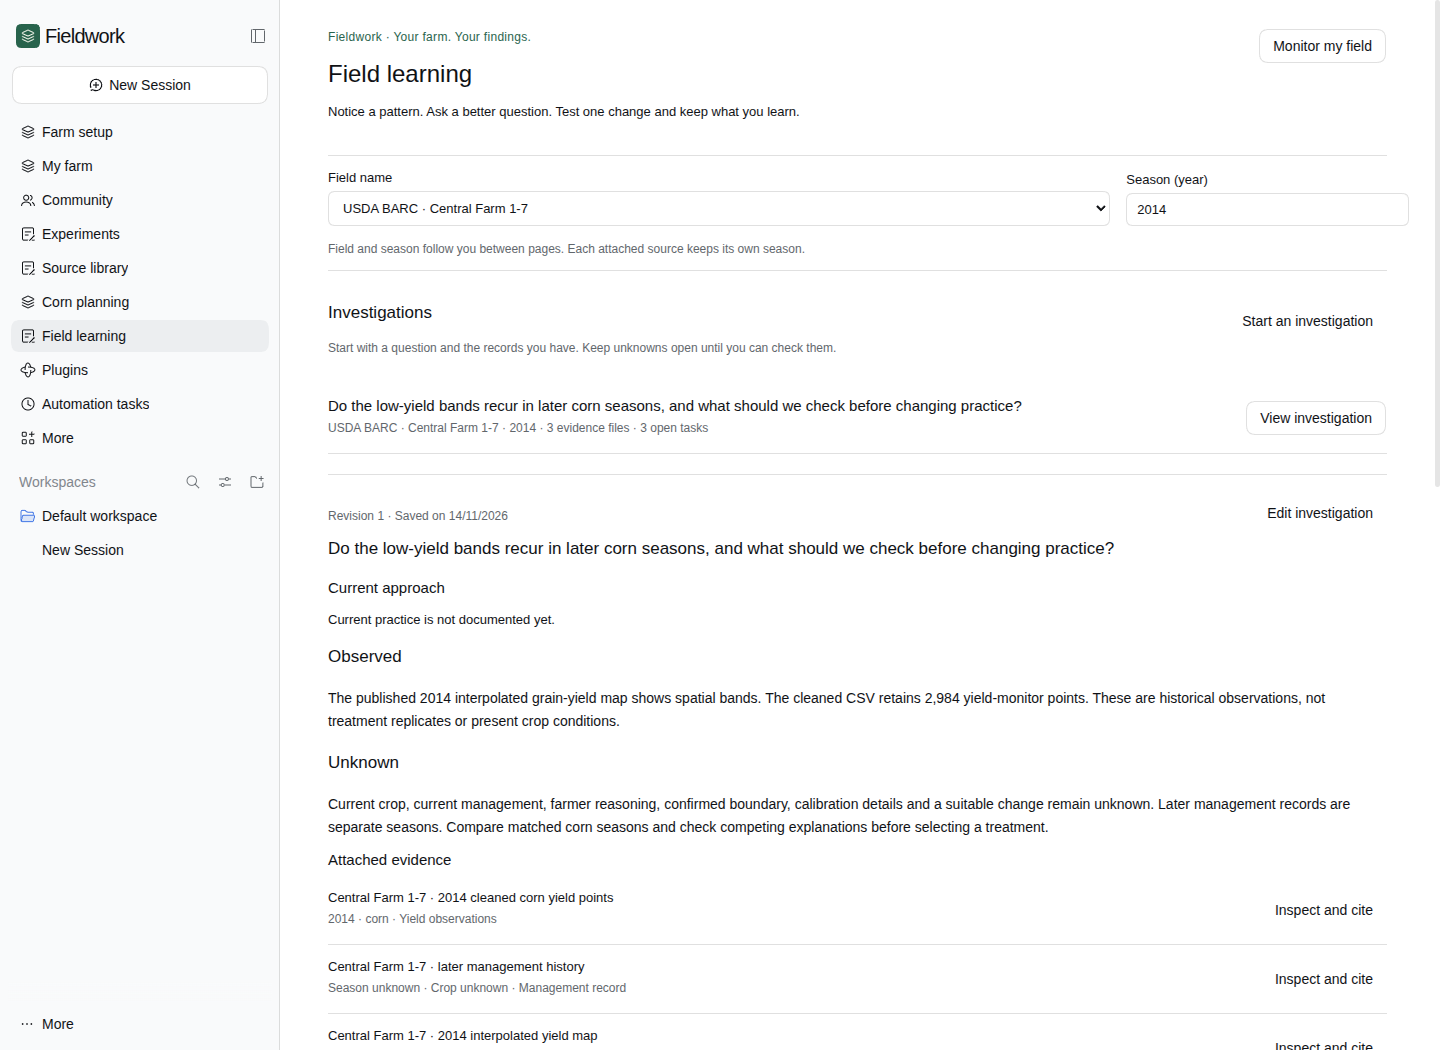 Fieldwork
New Session
Farm setup
My farm
Community
Experiments
Source library
Corn planning
Field learning
Plugins
Automation tasks
More
Workspaces
Default workspace
New Session
More
Fieldwork · Your farm. Your findings.
Monitor my field
Field learning
Notice a pattern. Ask a better question. Test one change and keep what you learn.
Field name
Season (year)
USDA BARC · Central Farm 1-7
2014
Field and season follow you between pages. Each attached source keeps its own season.
Investigations
Start an investigation
Start with a question and the records you have. Keep unknowns open until you can check them.
Do the low-yield bands recur in later corn seasons, and what should we check before changing practice?
USDA BARC · Central Farm 1-7 · 2014 · 3 evidence files · 3 open tasks
View investigation
Revision 1 · Saved on 14/11/2026
Edit investigation
Do the low-yield bands recur in later corn seasons, and what should we check before changing practice?
Current approach
Current practice is not documented yet.
Observed
The published 2014 interpolated grain-yield map shows spatial bands. The cleaned CSV retains 2,984 yield-monitor points. These are historical observations, not
treatment replicates or present crop conditions.
Unknown
Current crop, current management, farmer reasoning, confirmed boundary, calibration details and a suitable change remain unknown. Later management records are
separate seasons. Compare matched corn seasons and check competing explanations before selecting a treatment.
Attached evidence
Central Farm 1-7 · 2014 cleaned corn yield points
2014 · corn · Yield observations
Inspect and cite
Central Farm 1-7 · later management history
Season unknown · Crop unknown · Management record
Inspect and cite
Central Farm 1-7 · 2014 interpolated yield map
Inspect and cite